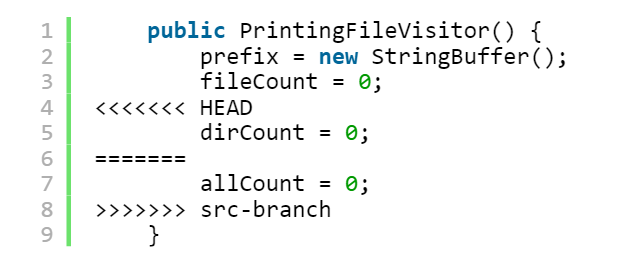 1 public PrintingFileVisitor() {
2 prefix = new StringBuffer();
3 fileCount = 0;
4 <<<<<<< HEAD
5 dirCount = 0;
6 =======
7 allCount = 0;
8 >>>>>>> src-branch
9 }